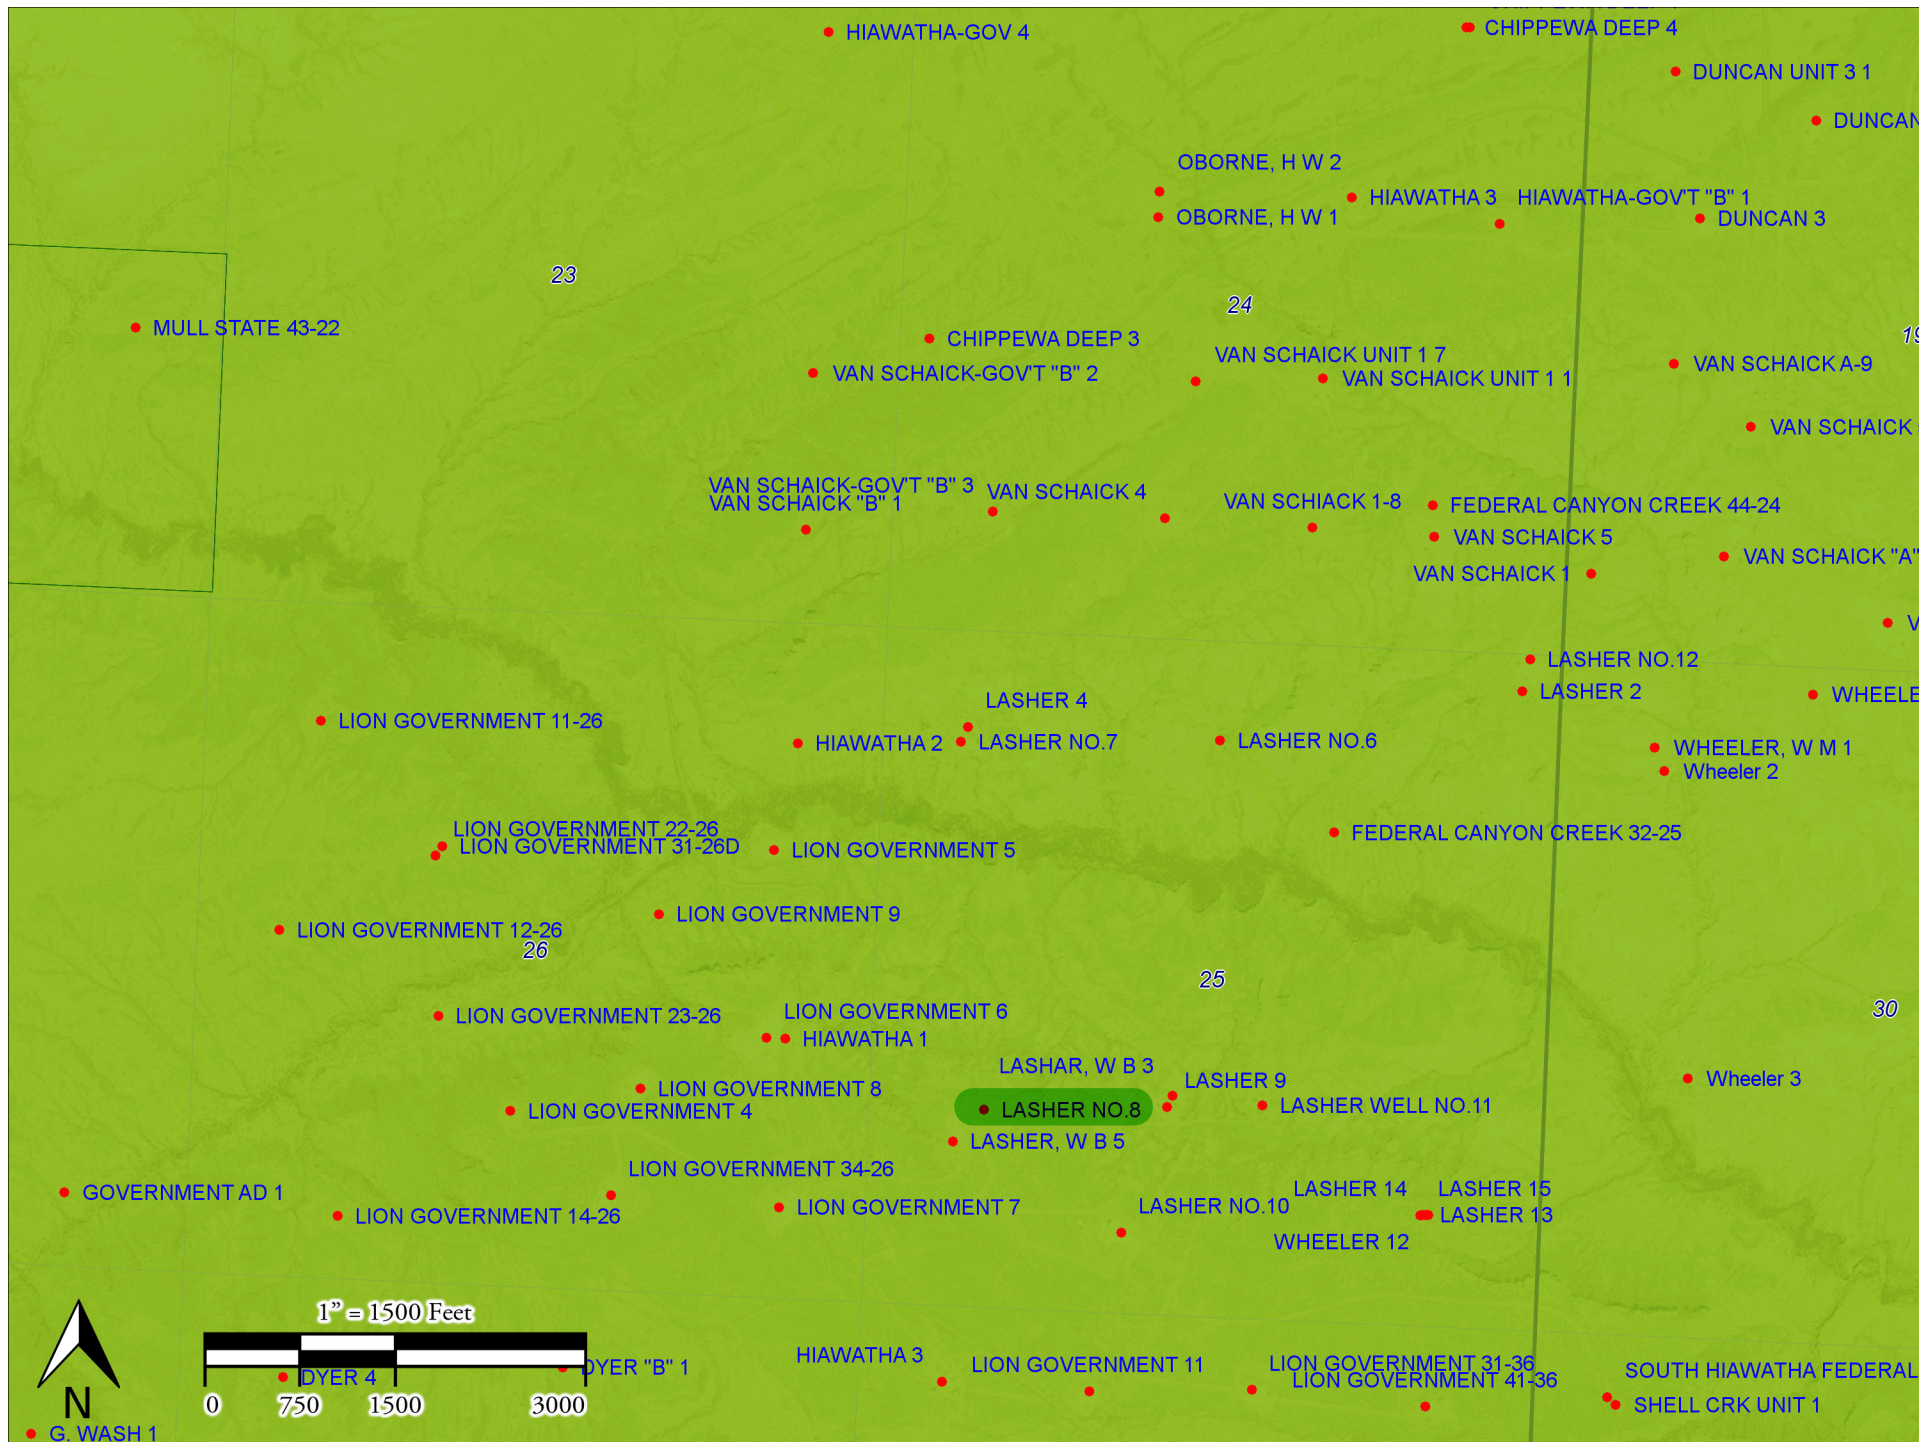 HIAWATHA-GOV 4
CHIPPEWA DEEP 4
DUNCAN UNIT 3 1
DUNCAN
OBORNE, H W 2
HIAWATHA 3
HIAWATHA-GOV'T "B" 1
OBORNE, H W 1
DUNCAN 3
23
24
19
MULL STATE 43-22
CHIPPEWA DEEP 3
VAN SCHAICK UNIT 1 7
VAN SCHAICK A-9
VAN SCHAICK-GOV'T "B" 2
VAN SCHAICK UNIT 1 1
VAN SCHAICK
VAN SCHAICK-GOV'T "B" 3
VAN SCHAICK 4
VAN SCHAICK "B" 1
VAN SCHIACK 1-8
FEDERAL CANYON CREEK 44-24
VAN SCHAICK 5
VAN SCHAICK "A"
VAN SCHAICK 1
V
LASHER NO.12
LASHER 2
WHEELE
LASHER 4
LION GOVERNMENT 11-26
HIAWATHA 2
LASHER NO.7
LASHER NO.6
WHEELER, W M 1
Wheeler 2
LION GOVERNMENT 22-26
FEDERAL CANYON CREEK 32-25
LION GOVERNMENT 31-26D
LION GOVERNMENT 5
LION GOVERNMENT 9
LION GOVERNMENT 12-26
26
25
30
LION GOVERNMENT 6
LION GOVERNMENT 23-26
HIAWATHA 1
LASHAR, W B 3
LASHER 9
Wheeler 3
LION GOVERNMENT 8
LION GOVERNMENT 4
LASHER NO.8
LASHER WELL NO.11
LASHER, W B 5
LION GOVERNMENT 34-26
GOVERNMENT AD 1
LASHER 14
LASHER 15
LION GOVERNMENT 14-26
LION GOVERNMENT 7
LASHER NO.10
LASHER 13
WHEELER 12
1” = 1500 Feet
HIAWATHA 3
LION GOVERNMENT 11
LION GOVERNMENT 31-36
SOUTH HIAWATHA FEDERAL
DYER 4
DYER "B" 1
LION GOVERNMENT 41-36
SHELL CRK UNIT 1
0 750 1500 3000
N
G. WASH 1